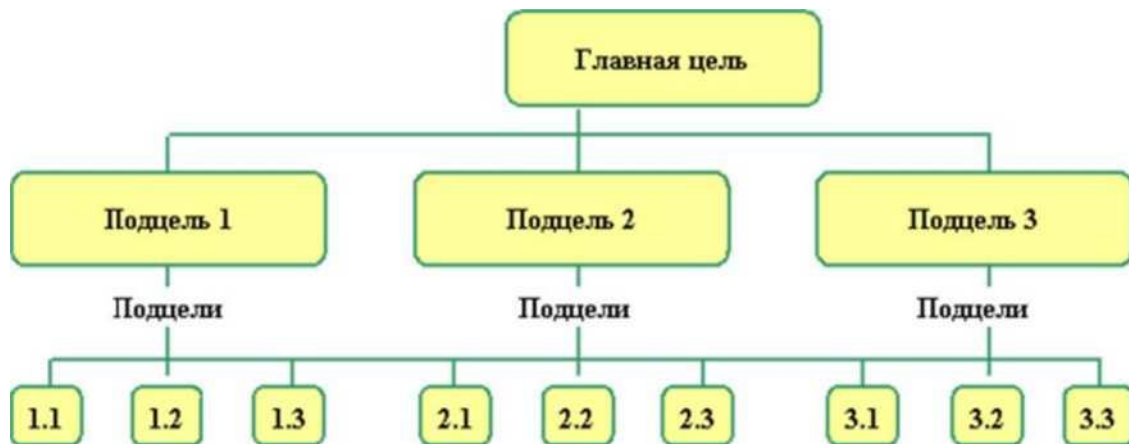 Главная цель
Подцель 1
Подцель 2
Подцель 3
Подцели
Подцели
Подцели
1.1
1.2
1.3
2.1
2.2
2.3
3.1
3.2
3.3